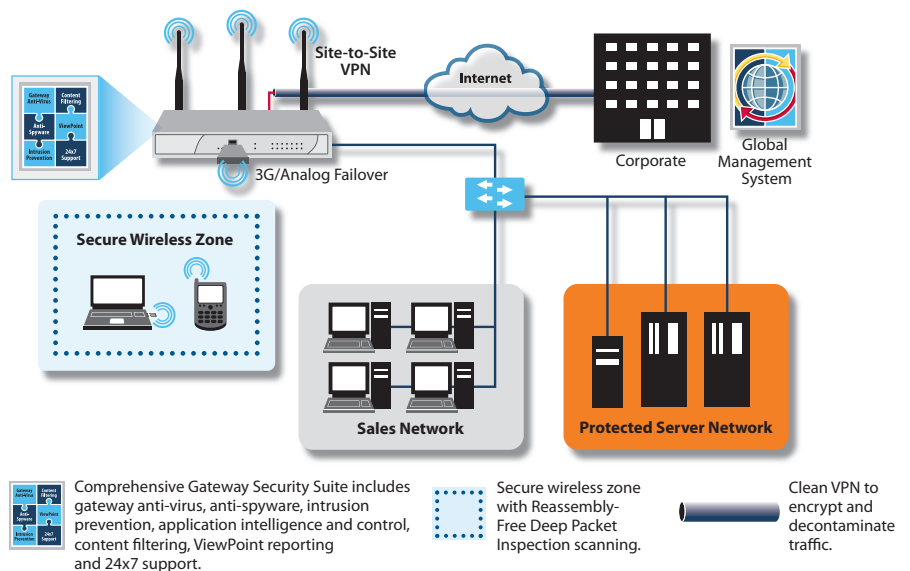 Site-to-Site
VPN
Internet
Gateway
Anti-Virus
Content
Filtering
Anti-
Spyware
ViewPoint
Intrusion
Prevention
24x7
Support
3G/Analog Failover
Corporate
Global
Management
System
Secure Wireless Zone
Sales Network
Protected Server Network
Gateway
Anti-Virus
Content
Filtering
Anti-
Spyware
ViewPoint
Intrusion
Prevention
24x7
Support
Comprehensive Gateway Security Suite includes
gateway anti-virus, anti-spyware, intrusion
prevention, application intelligence and control,
content filtering, ViewPoint reporting
and 24x7 support.
Secure wireless zone
with Reassembly-
Free Deep Packet
Inspection scanning.
Clean VPN to
encrypt and
decontaminate
traffic.